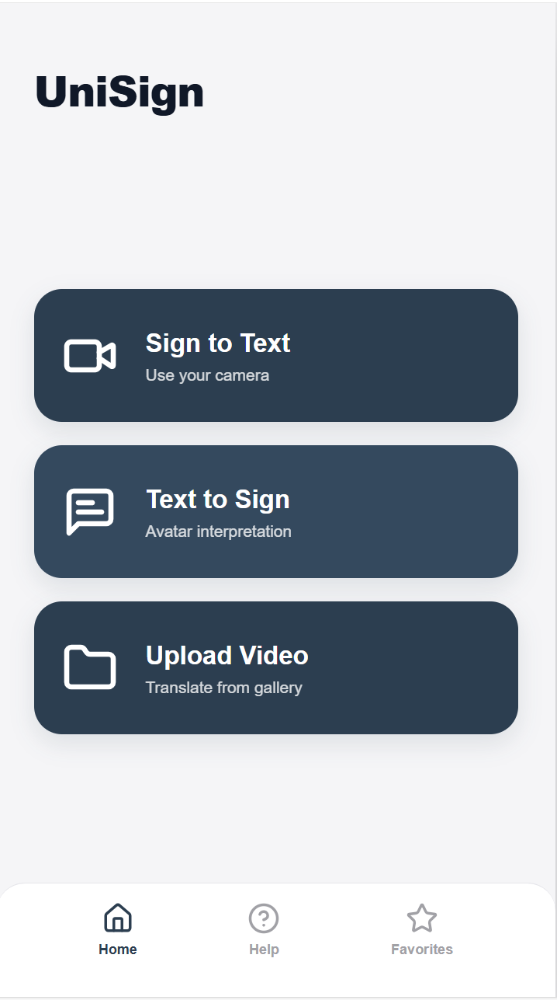 UniSign
Sign to Text
Use your camera
Text to Sign
Avatar interpretation
Upload Video
Translate from gallery
Home
Help
Favorites